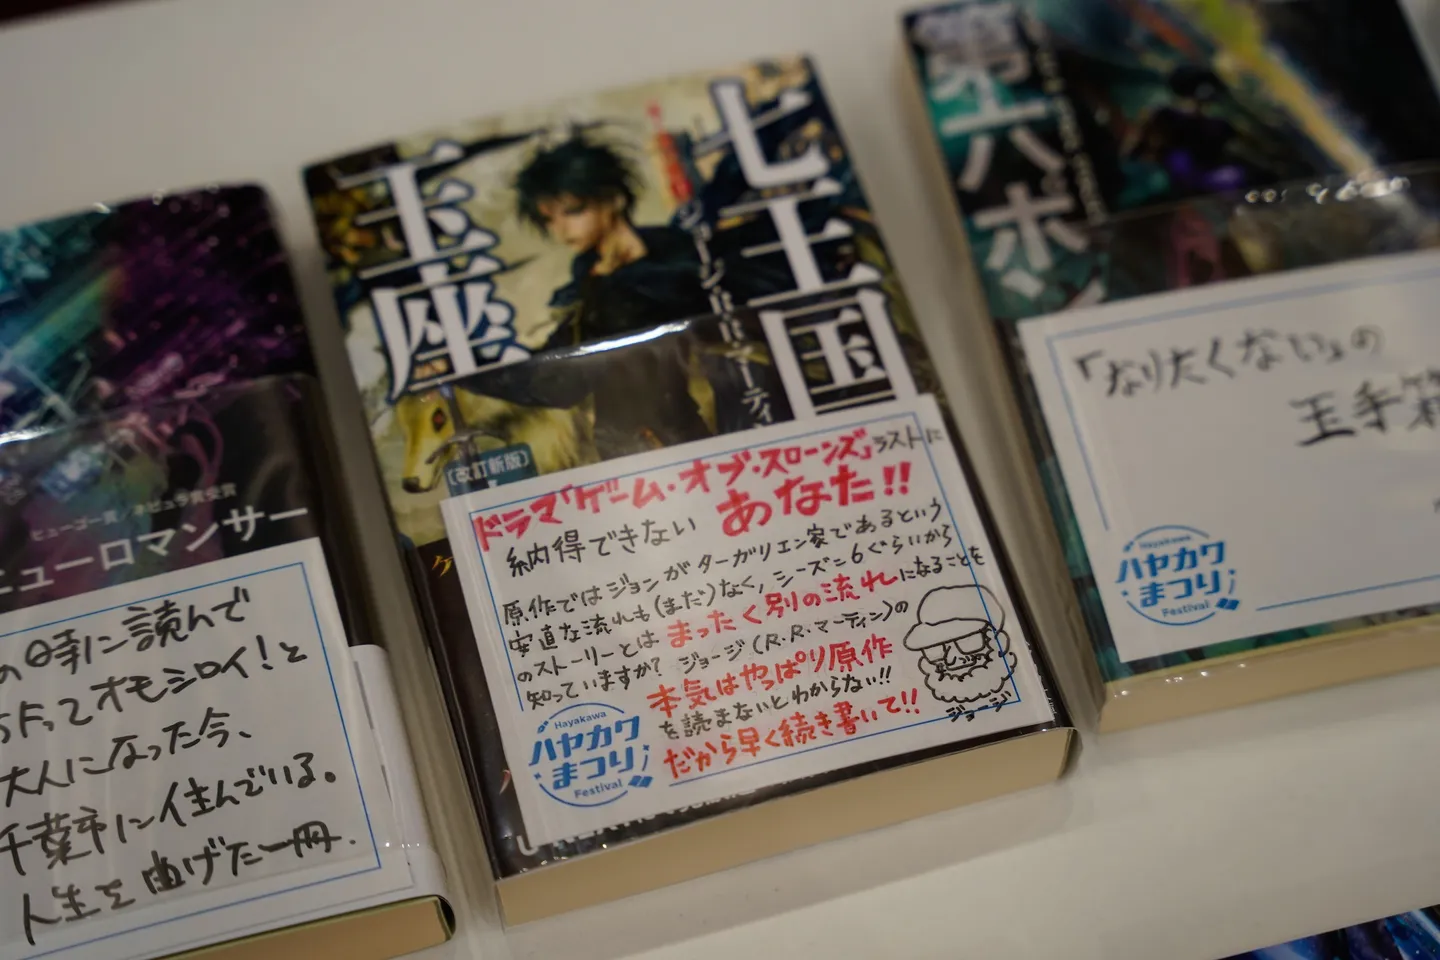 ヒューゴー賞/ネビュラ賞受賞
ニューロマンサー
の時に読んで
ってオモシロイ!と
大人になった今、
千葉市に住んでいる。
人生を曲げた一冊.
七王国
玉座
ジョージ・R・R・マーティ
〔改訂新版〕
ドラマ「ゲーム・オブ・スローンズ」ラストに
納得できない あなた!!
原作ではジョンがターガリエン家であるという
安直な流れも(まだ)なく,シーズン6ぐらいから
のストーリーとはまったく別の流れになることを
知っていますか? ジョージ(R.R.マーティン)の
本気はやっぱり原作
を読まないとわからない!!
だから早く続き書いて!!
ジョージ
Hayakawa
ハヤカワ
まつり
Festival
第六ポ
「なりたくない」の
玉手箱
Hayakawa
ハヤカワ
まつり
Festival